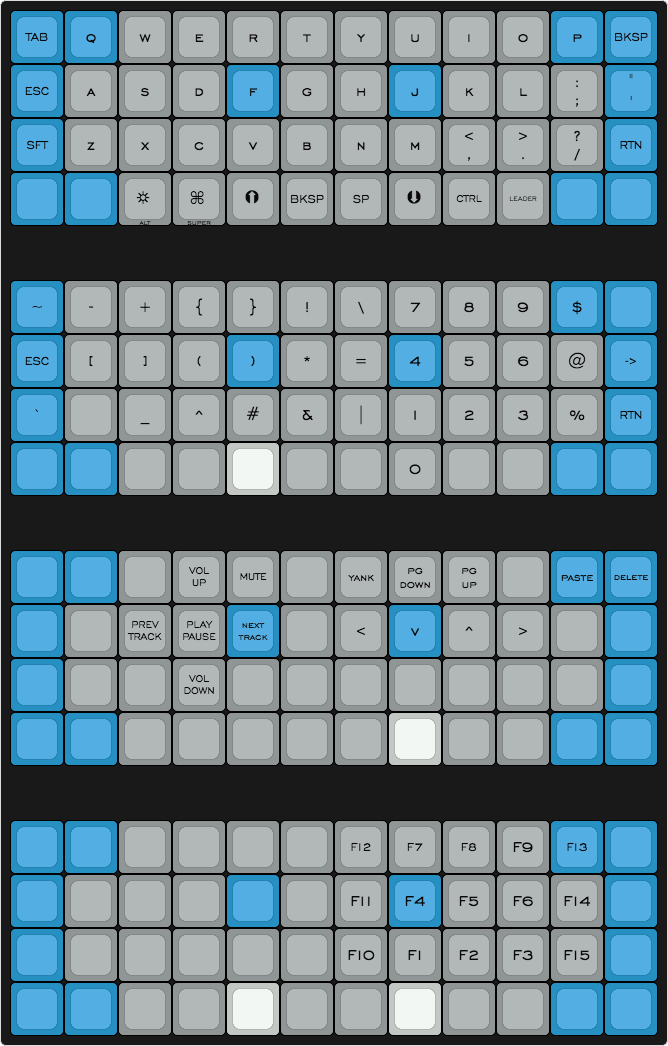 TAB Q W E R T Y U I O P BKSP
ESC A S D F G H J K L : ; " '
SFT Z X C V B N M < , > . ? / RTN
☼ ⌘ BKSP SP CTRL LEADER
ALT SUPER
~ - + { } ! \ 7 8 9 $
ESC [ ] ( ) * = 4 5 6 @ ->
` _ ^ # & | 1 2 3 % RTN
0
VOL UP MUTE YANK PG DOWN PG UP PASTE DELETE
PREV TRACK PLAY PAUSE NEXT TRACK < v ^ >
VOL DOWN
F12 F7 F8 F9 F13
F11 F4 F5 F6 F14
F10 F1 F2 F3 F15